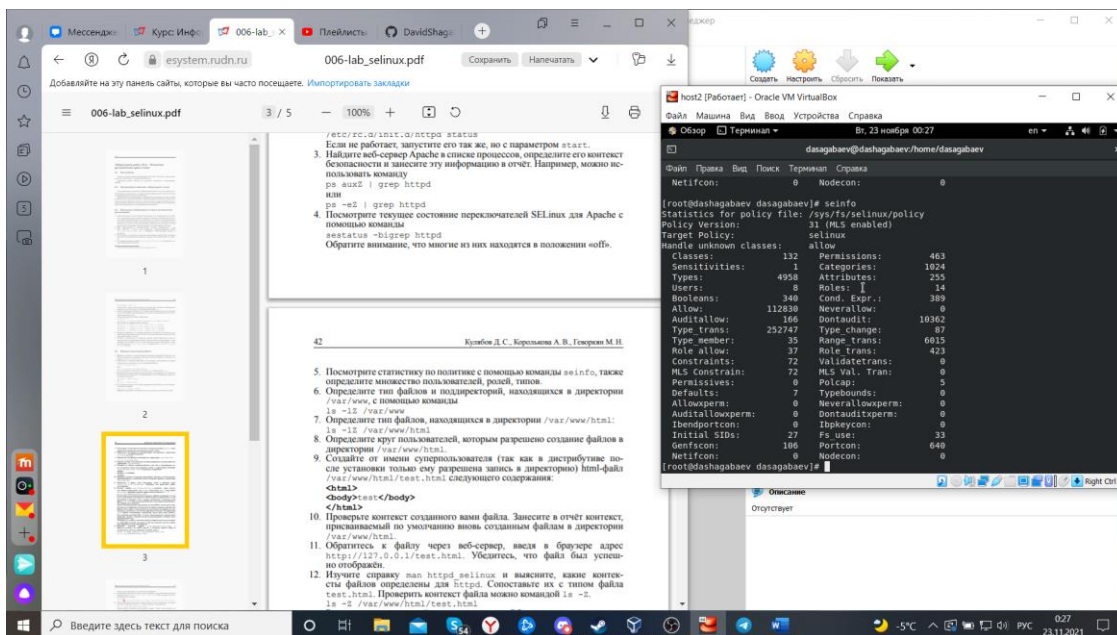 Мессендже
Курс: Инфо
006-lab_s
Плейлисты
DavidShaga
esystem.rudn.ru
006-lab_selinux.pdf
Сохранить
Напечатать
Добавляйте на эту панель сайты, которые вы часто посещаете. Импортировать закладки
006-lab_selinux.pdf
3 / 5
100%
1
2
3
/etc/rc.d/init.d/httpd status
Если не работает, запустите его так же, но с параметром start.
3. Найдите веб-сервер Apache в списке процессов, определите его контекст
безопасности и занесите эту информацию в отчёт. Например, можно ис-
пользовать команду
ps auxZ | grep httpd
или
ps -eZ | grep httpd
4. Посмотрите текущее состояние переключателей SELinux для Apache с
помощью команды
sestatus -bigrep httpd
Обратите внимание, что многие из них находятся в положении «off».
42
Кулябов Д. С., Королькова А. В., Геворкян М. Н.
5. Посмотрите статистику по политике с помощью команды seinfo, также
определите множество пользователей, ролей, типов.
6. Определите тип файлов и поддиректорий, находящихся в директории
/var/www, с помощью команды
ls -lZ /var/www
7. Определите тип файлов, находящихся в директории /var/www/html:
ls -lZ /var/www/html
8. Определите круг пользователей, которым разрешено создание файлов в
директории /var/www/html.
9. Создайте от имени суперпользователя (так как в дистрибутиве по-
сле установки только ему разрешена запись в директорию) html-файл
/var/www/html/test.html следующего содержания:
<html>
<body>test</body>
</html>
10. Проверьте контекст созданного вами файла. Занесите в отчёт контекст,
присваиваемый по умолчанию вновь созданным файлам в директории
/var/www/html.
11. Обратитесь к файлу через веб-сервер, введя в браузере адрес
http://127.0.0.1/test.html. Убедитесь, что файл был успеш-
но отображён.
12. Изучите справку man httpd_selinux и выясните, какие контек-
сты файлов определены для httpd. Сопоставьте их с типом файла
test.html. Проверить контекст файла можно командой ls -Z.
ls -Z /var/www/html/test.html
еджер
Создать Настроить Сбросить Показать
host2 [Работает] - Oracle VM VirtualBox
Файл Машина Вид Ввод Устройства Справка
Обзор Терминал Вт, 23 ноября 00:27 en
dasagabaev@dashagabaev:/home/dasagabaev
Файл Правка Вид Поиск Терминал Справка
Netifcon: 0 Nodecon: 0
[root@dashagabaev dasagabaev]# seinfo
Statistics for policy file: /sys/fs/selinux/policy
Policy Version: 31 (MLS enabled)
Target Policy: selinux
Handle unknown classes: allow
Classes: 132 Permissions: 463
Sensitivities: 1 Categories: 1024
Types: 4958 Attributes: 255
Users: 8 Roles: 14
Booleans: 340 Cond. Expr.: 389
Allow: 112830 Neverallow: 0
Auditallow: 166 Dontaudit: 10362
Type_trans: 252747 Type_change: 87
Type_member: 35 Range_trans: 6015
Role allow: 37 Role_trans: 423
Constraints: 72 Validatetrans: 0
MLS Constrain: 72 MLS Val. Tran: 0
Permissives: 0 Polcap: 5
Defaults: 7 Typebounds: 0
Allowxperm: 0 Neverallowxperm: 0
Auditallowxperm: 0 Dontauditxperm: 0
Ibendportcon: 0 Ibpkeycon: 0
Initial SIDs: 27 Fs_use: 33
Genfscon: 106 Portcon: 640
Netifcon: 0 Nodecon: 0
[root@dashagabaev dasagabaev]#
Right Ctrl
Описание
Отсутствует
Введите здесь текст для поиска
54
-5°C
РУС
0:27
23.11.2021